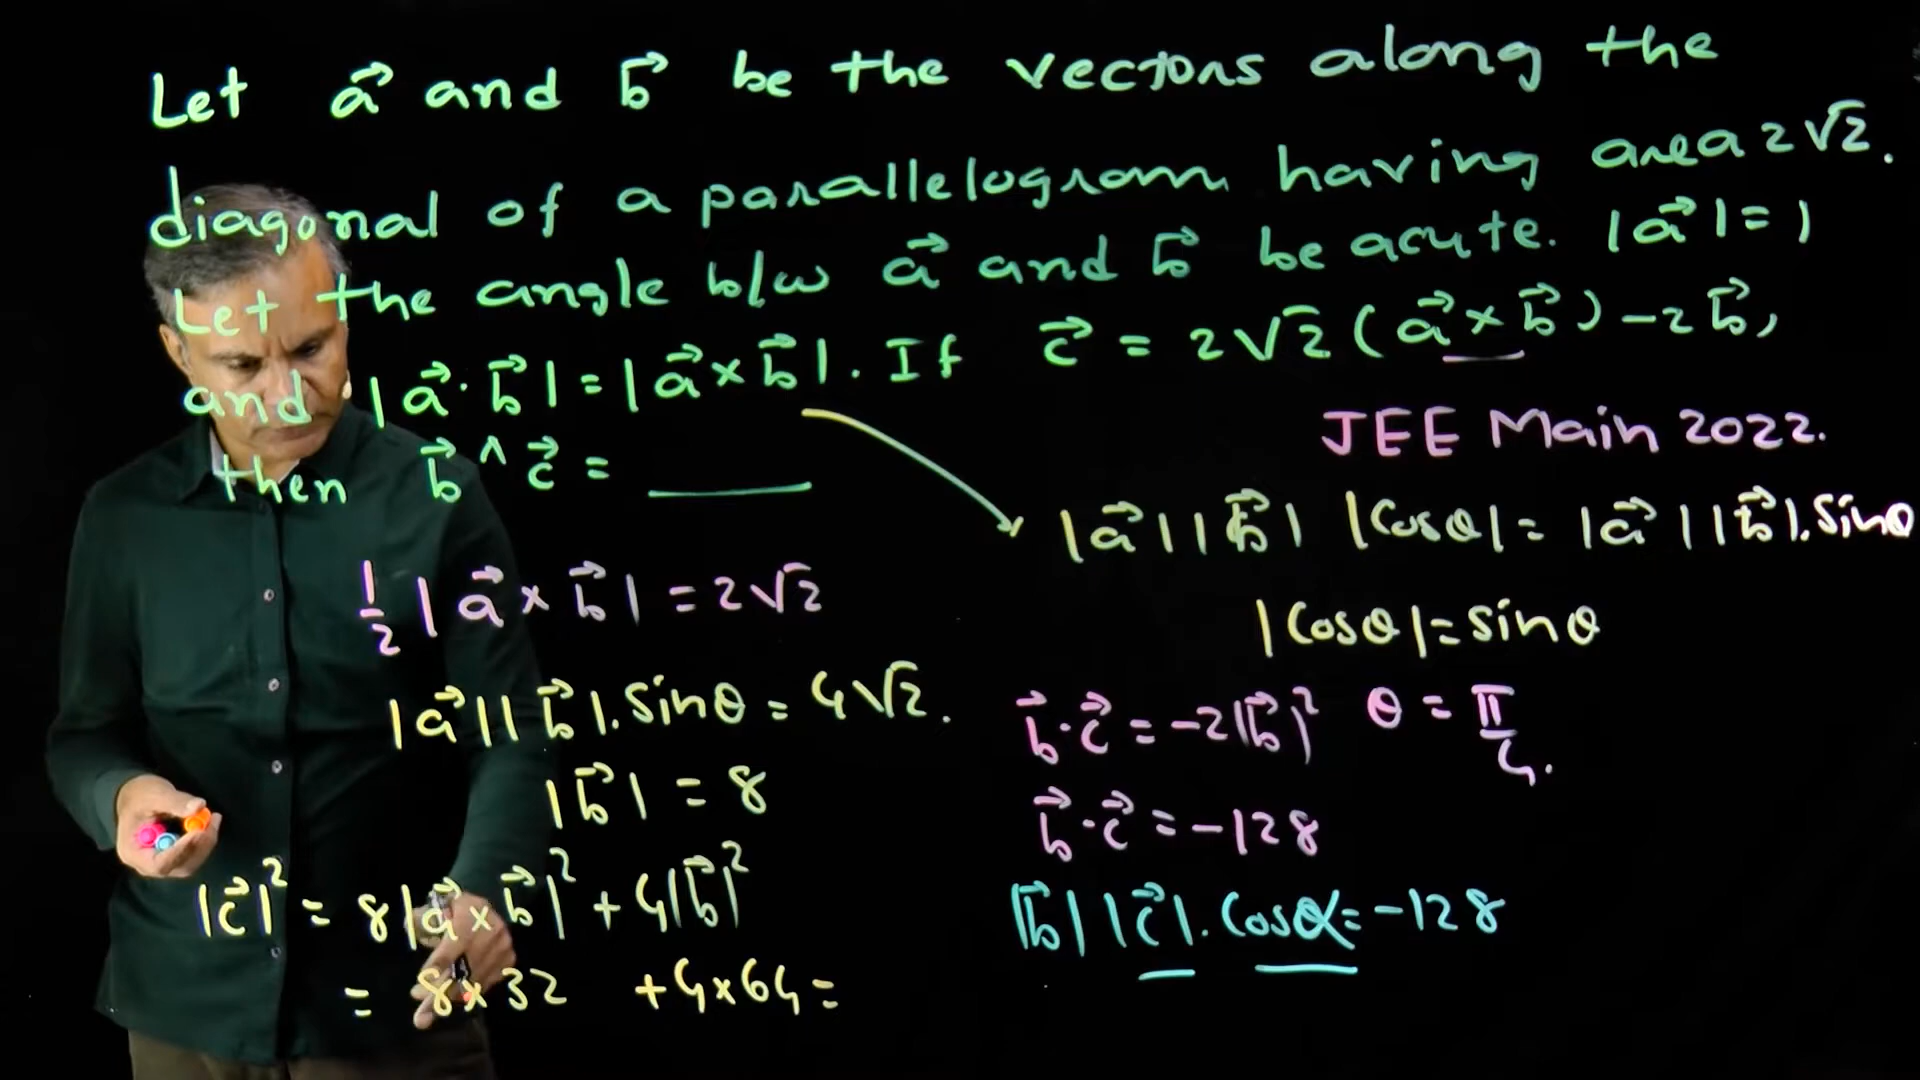 Let a⃗ and b⃗ be the vectors along the
diagonal of a parallelogram having area 2√2.
Let the angle b/w a⃗ and b⃗ be acute. |a⃗| = 1
and |a⃗·b⃗| = |a⃗×b⃗|. If c⃗ = 2√2(a⃗×b⃗) – 2b⃗,
then b⃗ ^ c⃗ = ______
JEE Main 2022.
|a⃗||b⃗| |Cosθ| = |a⃗||b⃗|.Sinθ
|Cosθ| = Sinθ
θ = π/4.
1/2 |a⃗×b⃗| = 2√2
|a⃗||b⃗|.Sinθ = 4√2.
|b⃗| = 8
b⃗·c⃗ = -2|b⃗|²
b⃗·c⃗ = -128
|b⃗||c⃗|.Cosα = -128
|c⃗|² = 8|a⃗×b⃗|² + 4|b⃗|²
= 8×32 + 4×64 =